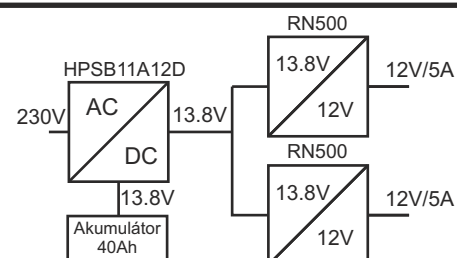 RN500
HPSB11A12D
13.8V
12V/5A
230V
AC
13.8V
12V
DC
RN500
13.8V
13.8V
12V/5A
Akumulátor
40Ah
12V